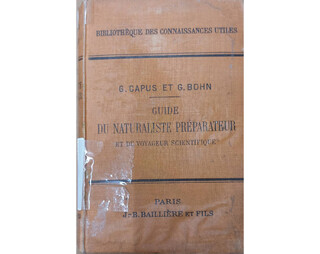 BIBLIOTHÈQUE DES CONNAISSANCES UTILES
G. CAPUS ET G. BOHN
GUIDE
DU NATURALISTE PRÉPARATEUR
ET DU VOYAGEUR SCIENTIFIQUE
PARIS
J.-B. BAILLIÈRE ET FILS